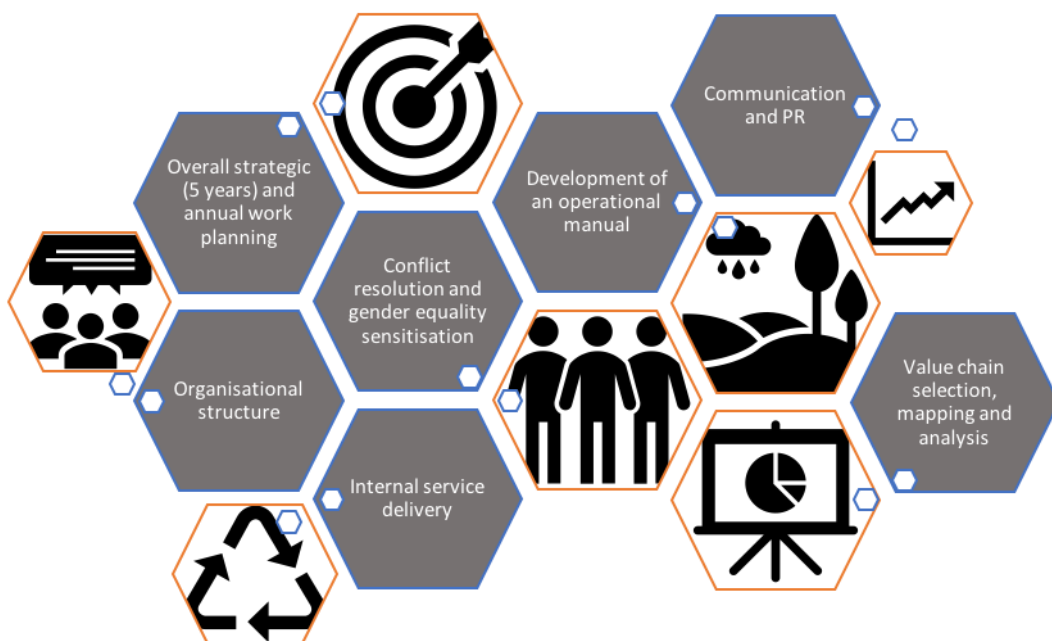 Overall strategic
(5 years) and
annual work
planning
Organisational
structure
Conflict
resolution and
gender equality
sensitisation
Internal service
delivery
Development of
an operational
manual
Communication
and PR
Value chain
selection,
mapping and
analysis